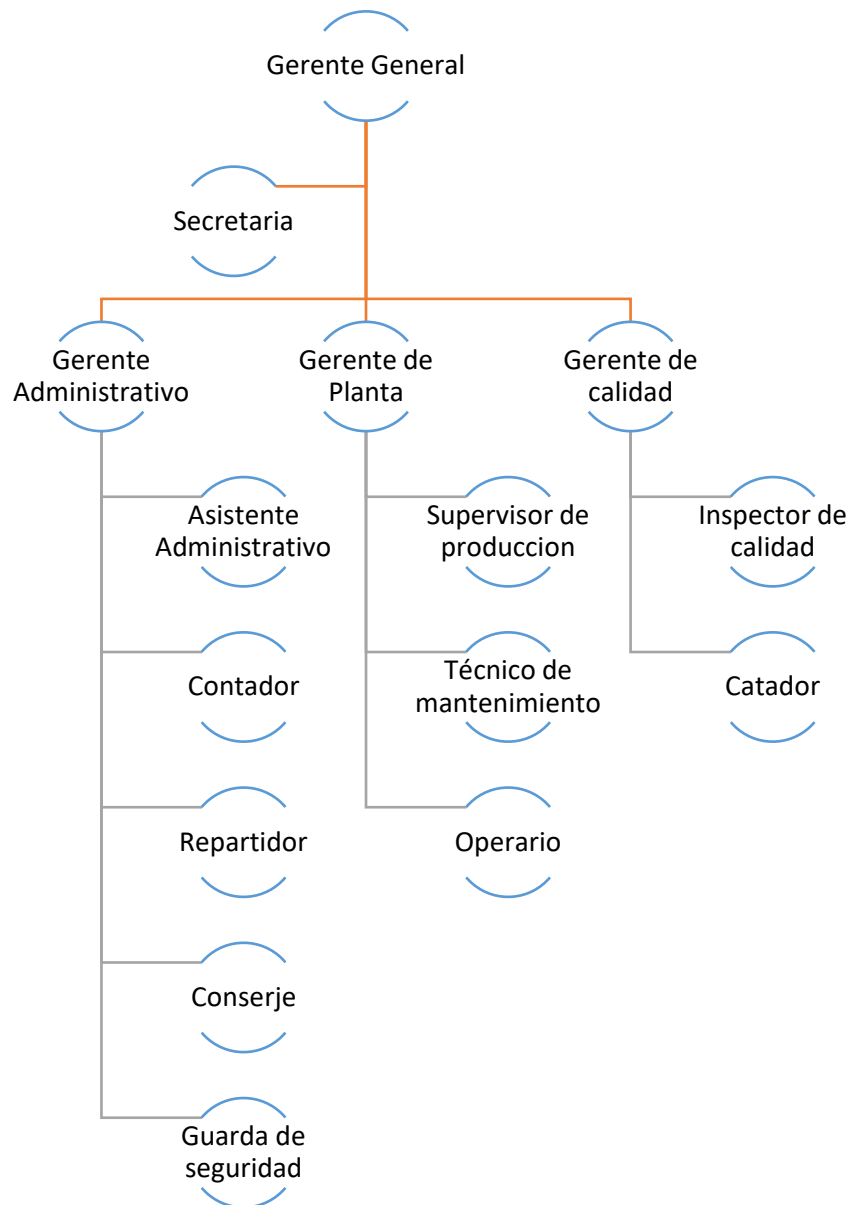 Gerente General
Secretaria
Gerente
Administrativo
Gerente de
Planta
Gerente de
calidad
Asistente
Administrativo
Supervisor de
produccion
Inspector de
calidad
Contador
Técnico de
mantenimiento
Catador
Repartidor
Operario
Conserje
Guarda de
seguridad